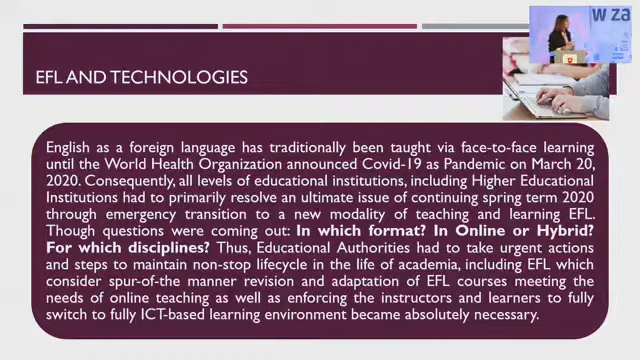 w za
EFL AND TECHNOLOGIES
English as a foreign language has traditionally been taught via face-to-face learning
until the World Health Organization announced Covid-19 as Pandemic on March 20,
2020. Consequently, all levels of educational institutions, including Higher Educational
Institutions had to primarily resolve an ultimate issue of continuing spring term 2020
through emergency transition to a new modality of teaching and learning EFL.
Though questions were coming out: In which format? In Online or Hybrid?
For which disciplines? Thus, Educational Authorities had to take urgent actions
and steps to maintain non-stop lifecycle in the life of academia, including EFL which
consider spur-of-the manner revision and adaptation of EFL courses meeting the
needs of online teaching as well as enforcing the instructors and learners to fully
switch to fully ICT-based learning environment became absolutely necessary.